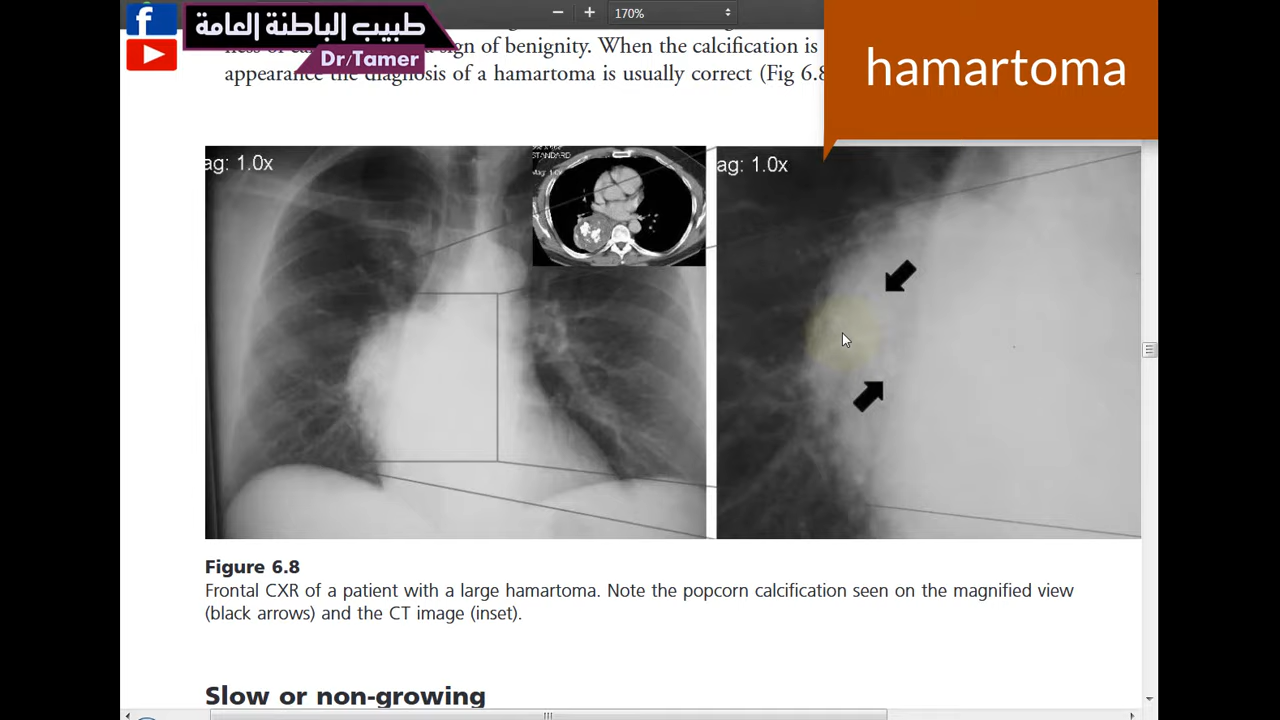 170%
طبيب الباطنة العامة
Dr/Tamer
hamartoma
sign of benignity. When the calcification is
appearance the diagnosis of a hamartoma is usually correct (Fig 6.8
ag: 1.0x
STANDARD
Mag: 1.0x
ag: 1.0x
Figure 6.8
Frontal CXR of a patient with a large hamartoma. Note the popcorn calcification seen on the magnified view
(black arrows) and the CT image (inset).
Slow or non-growing